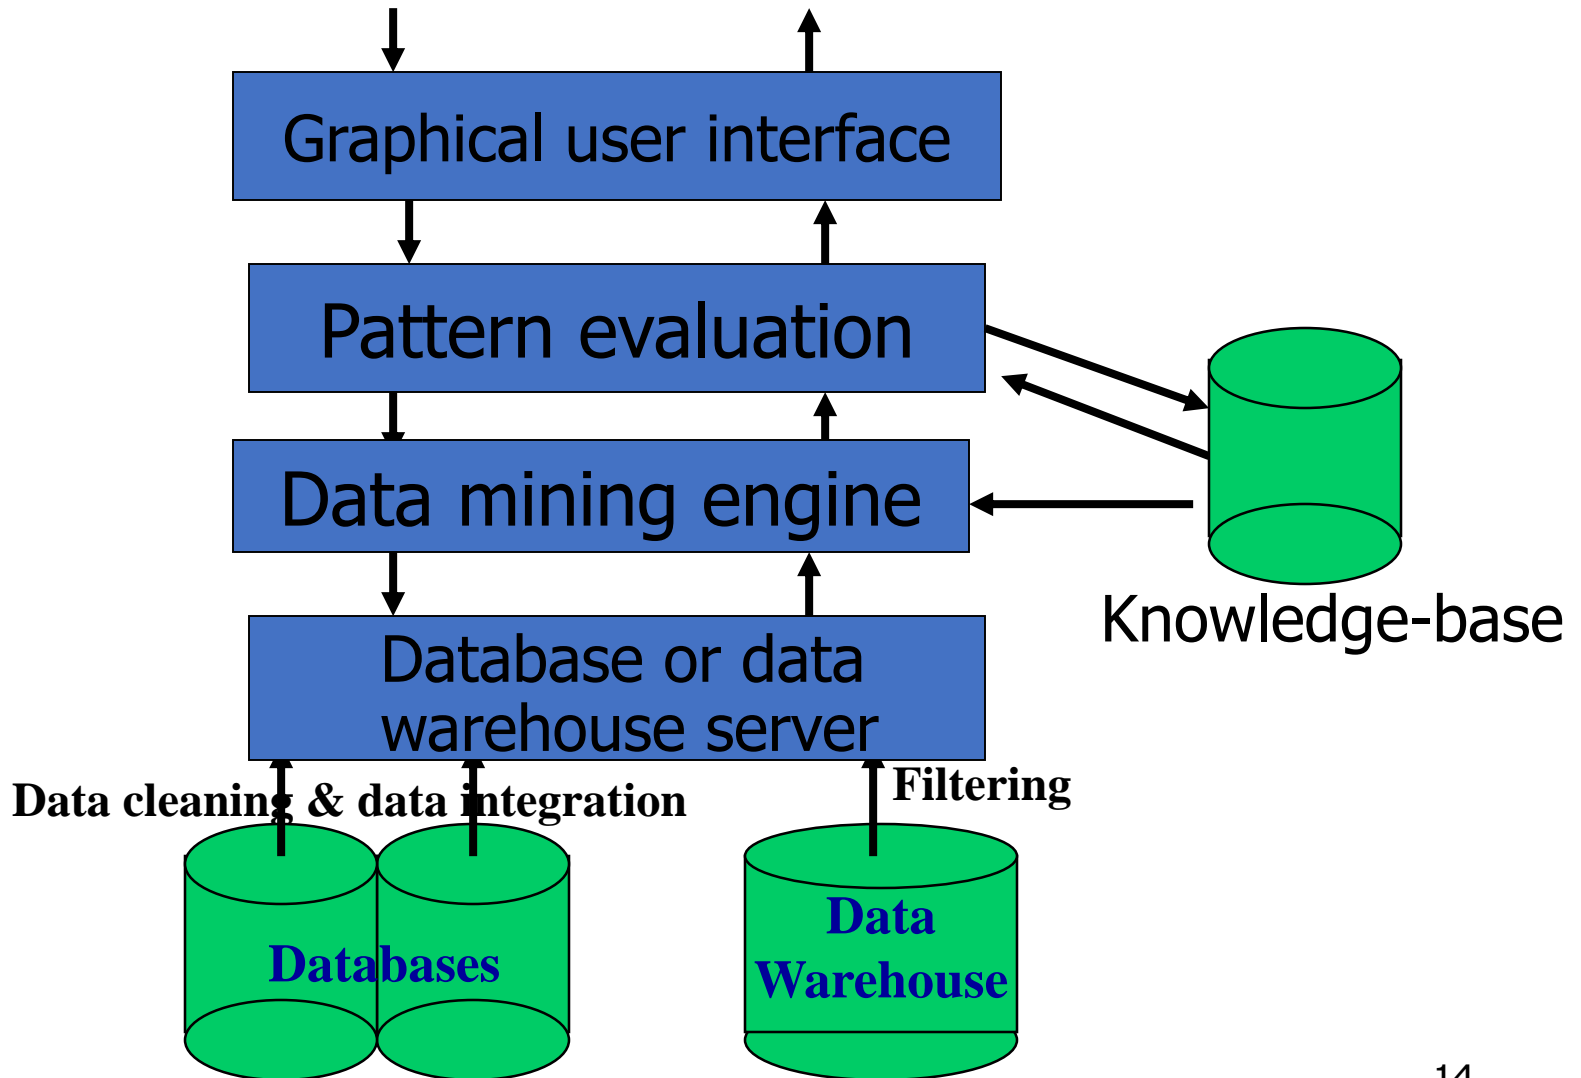 Graphical user interface
Pattern evaluation
Data mining engine
Knowledge-base
Database or data
warehouse server
Data cleaning & data integration
Filtering
Databases
Data
Warehouse
14